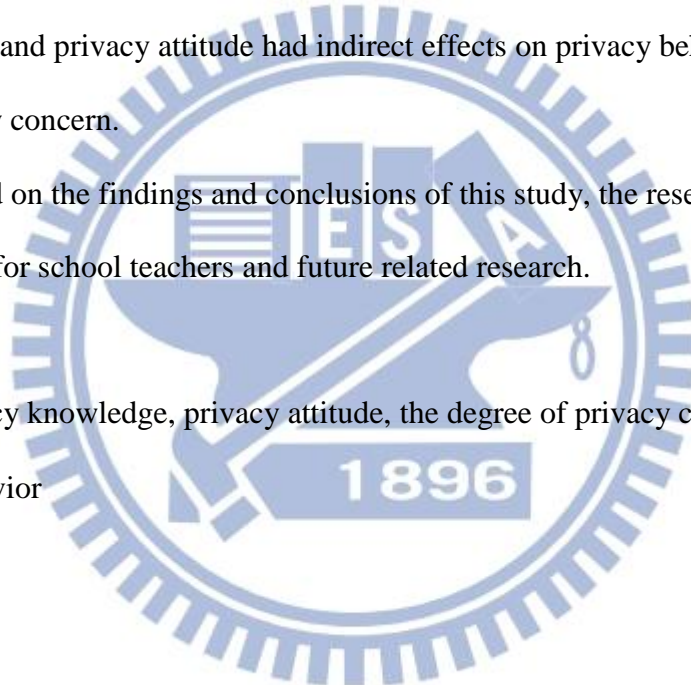 and privacy attitude had indirect effects on privacy be
concern.
on the findings and conclusions of this study, the rese
for school teachers and future related research.
E S A
cy knowledge, privacy attitude, the degree of privacy c
vior
1896